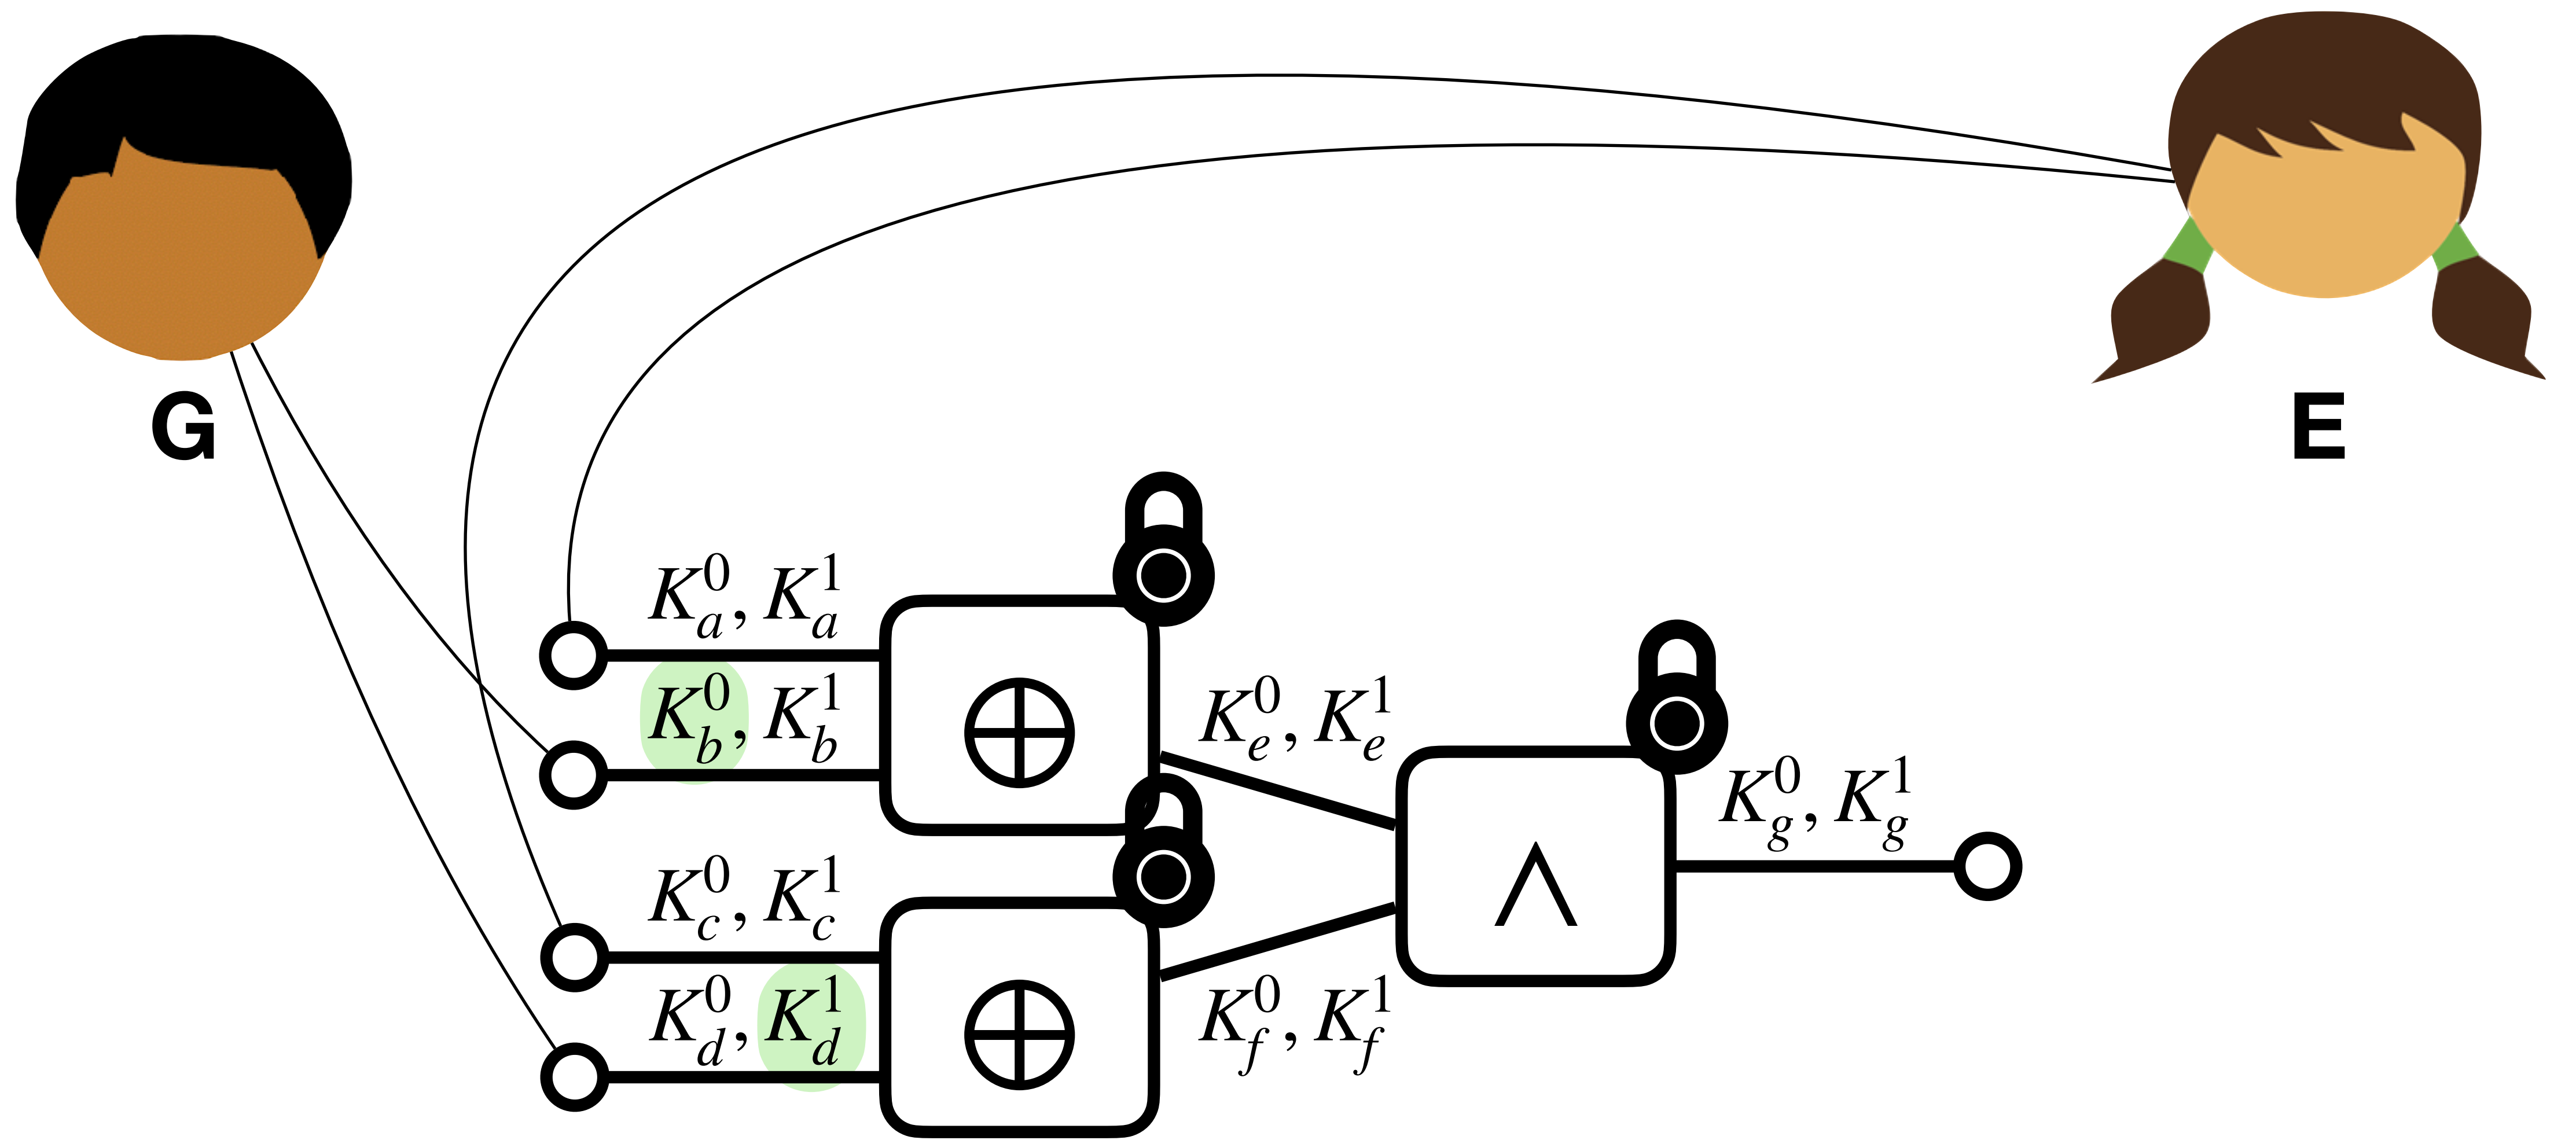 G
E
K_a^0, K_a^1
K_b^0, K_b^1
⊕
K_e^0, K_e^1
K_c^0, K_c^1
K_d^0, K_d^1
⊕
K_f^0, K_f^1
∧
K_g^0, K_g^1